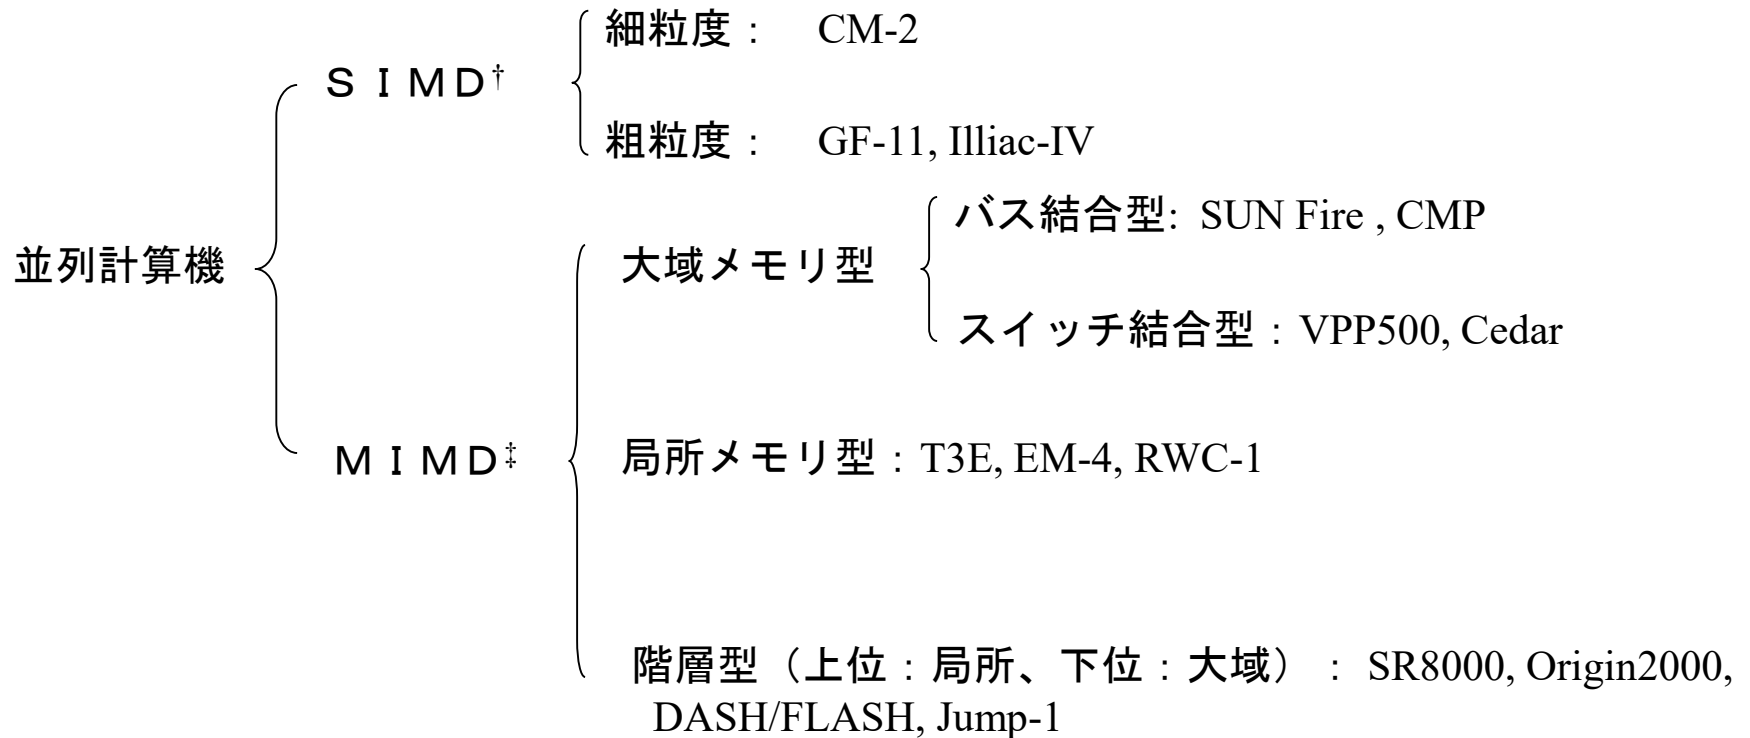 細粒度： CM-2
ＳＩＭＤ†
粗粒度： GF-11, Illiac-IV
バス結合型: SUN Fire , CMP
並列計算機
大域メモリ型
スイッチ結合型：VPP500, Cedar
ＭＩＭＤ‡
局所メモリ型：T3E, EM-4, RWC-1
階層型（上位：局所、下位：大域）： SR8000, Origin2000,
DASH/FLASH, Jump-1